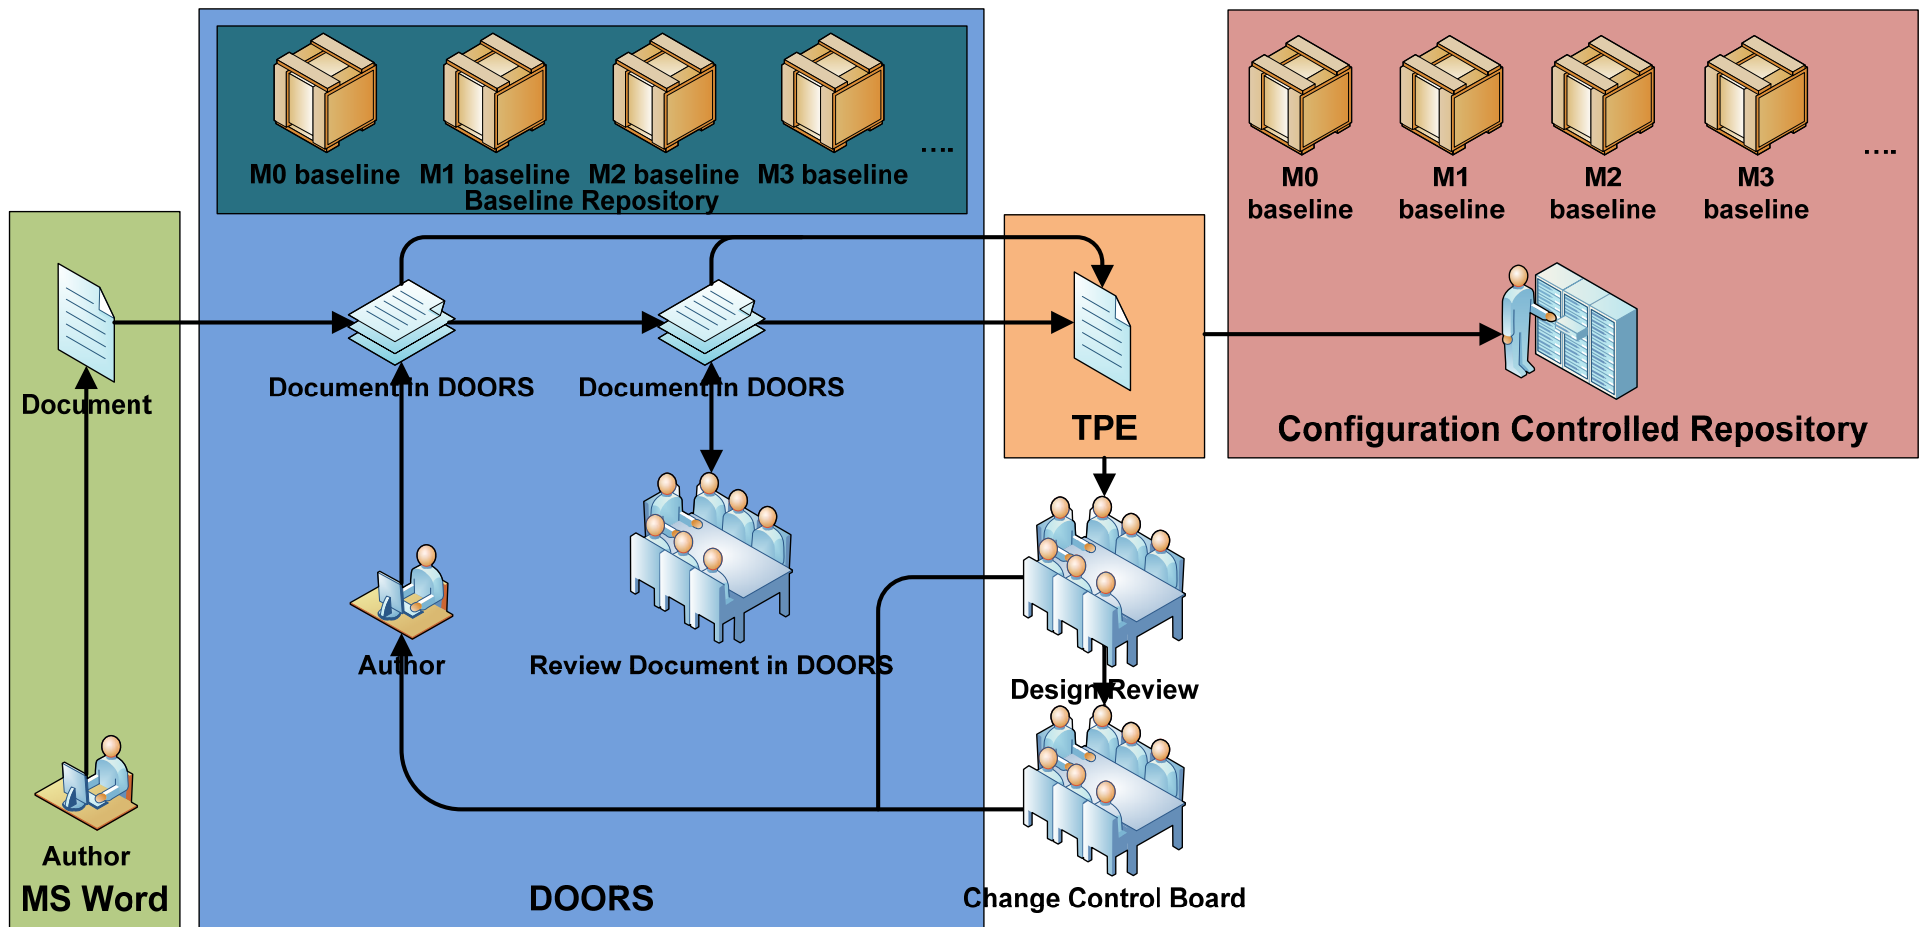 M0 baseline
M1 baseline
M2 baseline
M3 baseline
....
Baseline Repository
M0
baseline
M1
baseline
M2
baseline
M3
baseline
....
Document
Document in DOORS
Document in DOORS
TPE
Configuration Controlled Repository
Author
Review Document in DOORS
Design Review
Author
MS Word
DOORS
Change Control Board